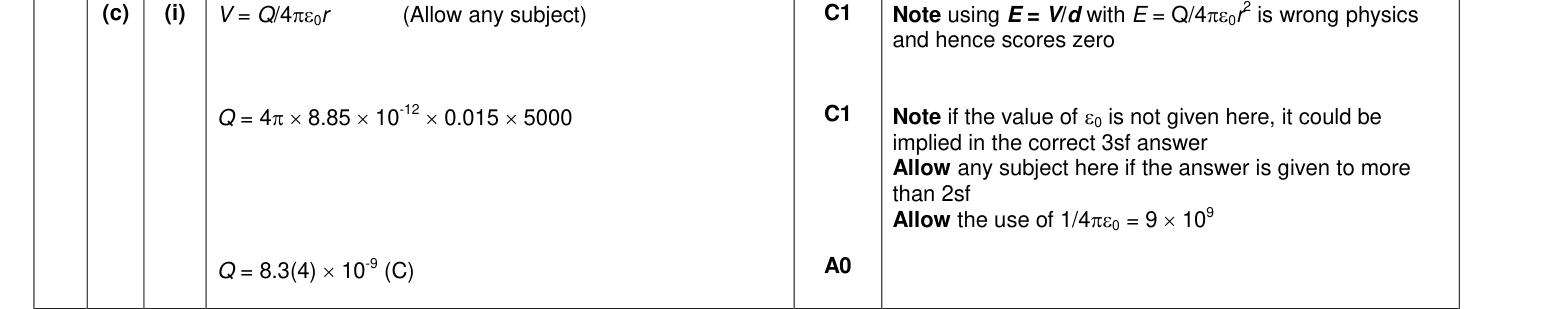 (c) (i) V = Q/4πε₀r (Allow any subject) C1 Note using E = V/d with E = Q/4πε₀r² is wrong physics
and hence scores zero
Q = 4π × 8.85 × 10⁻¹² × 0.015 × 5000 C1 Note if the value of ε₀ is not given here, it could be
implied in the correct 3sf answer
Allow any subject here if the answer is given to more
than 2sf
Allow the use of 1/4πε₀ = 9 × 10⁹
Q = 8.3(4) × 10⁻⁹ (C) A0